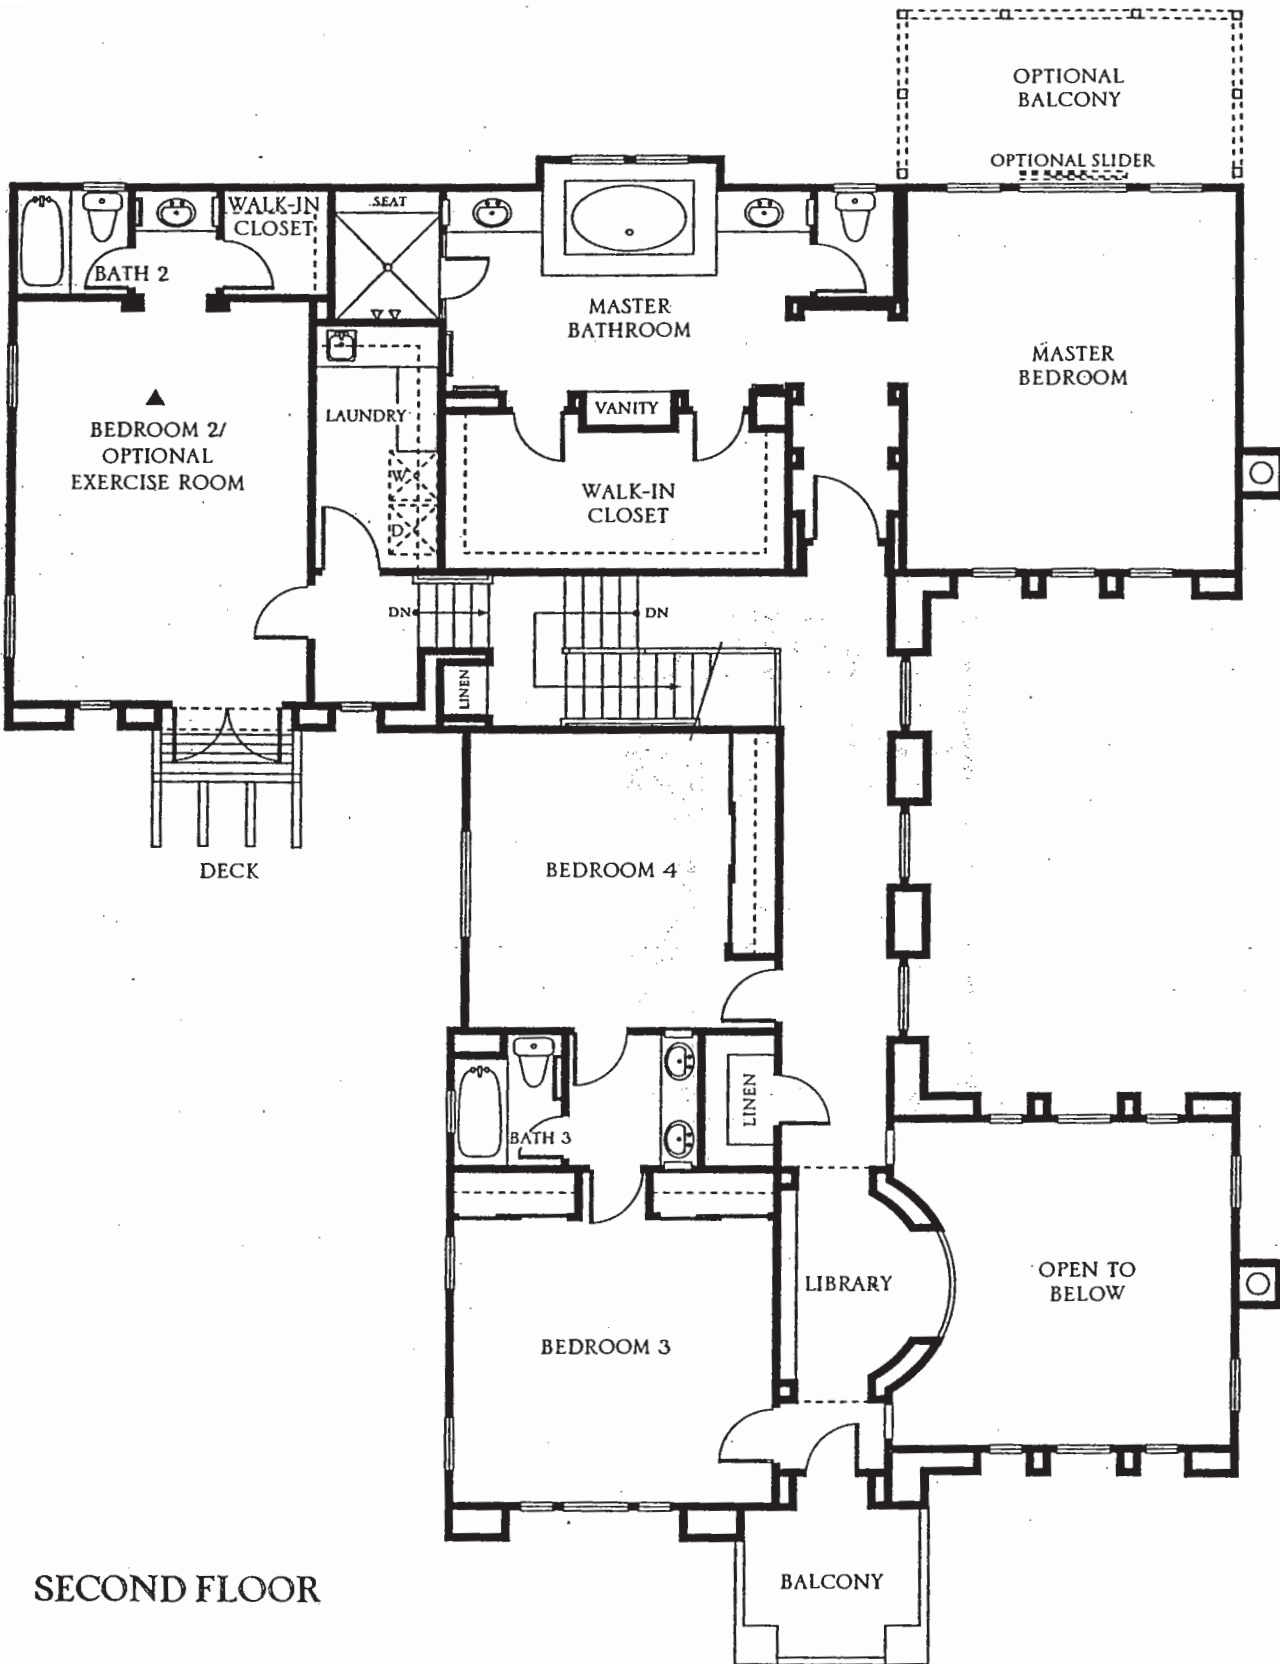 OPTIONAL
BALCONY
OPTIONAL SLIDER
WALK-IN
CLOSET
SEAT
BATH 2
MASTER
BATHROOM
MASTER
BEDROOM
BEDROOM 2/
OPTIONAL
EXERCISE ROOM
LAUNDRY
VANITY
W
D
WALK-IN
CLOSET
DN
DN
LINEN
DECK
BEDROOM 4
LINEN
BATH 3
LIBRARY
OPEN TO
BELOW
BEDROOM 3
BALCONY
SECOND FLOOR